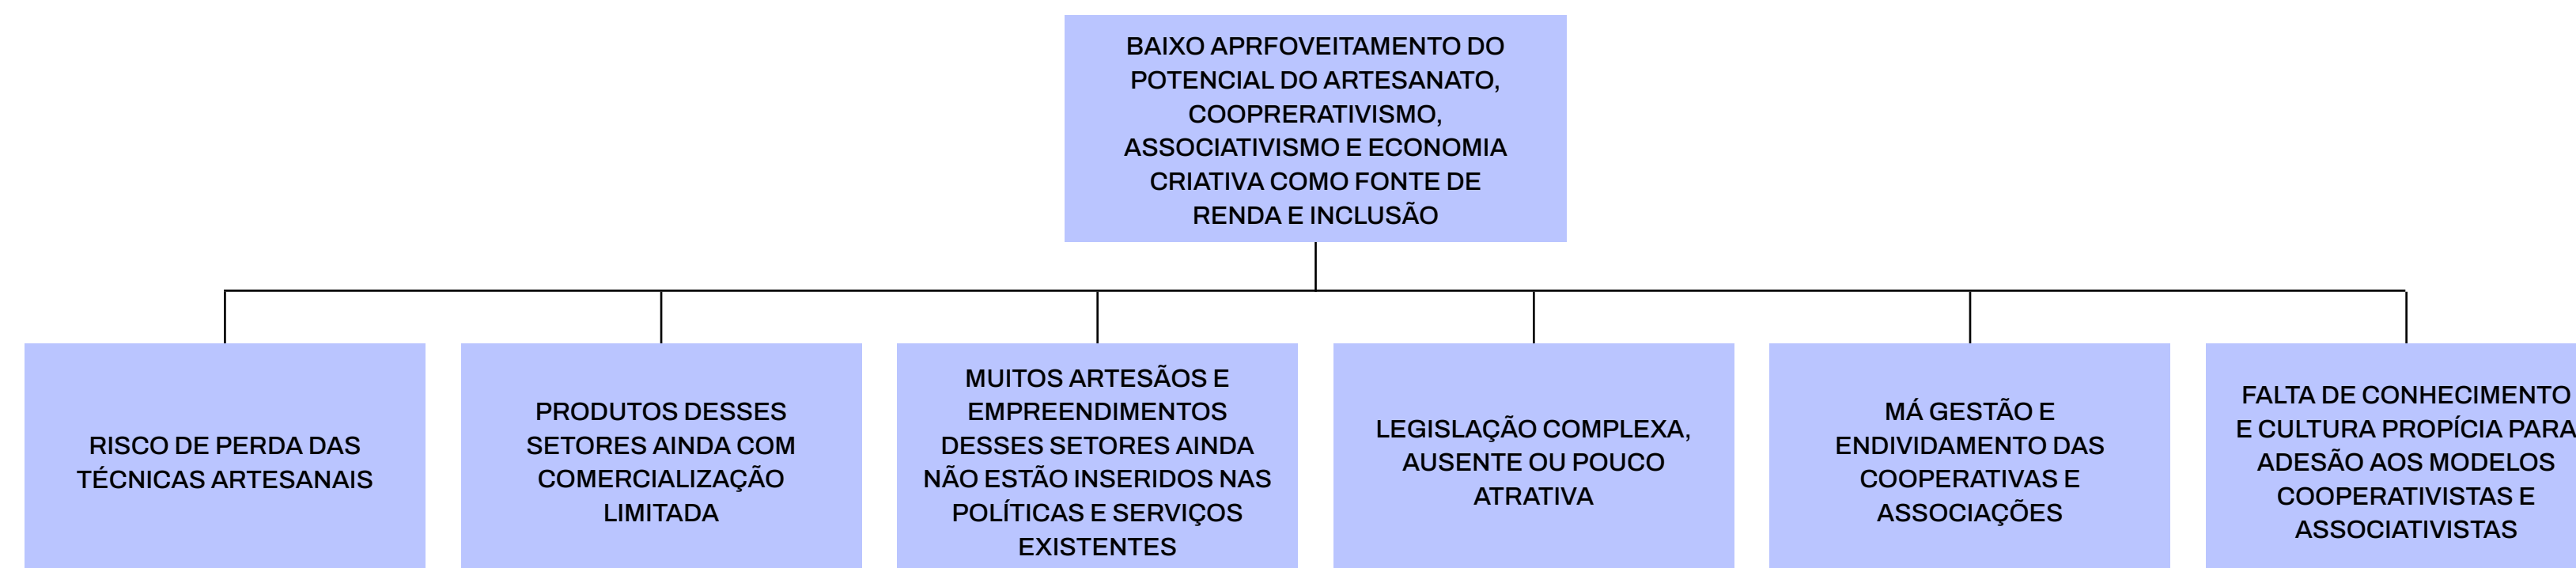 BAIXO APRFOVEITAMENTO DO
POTENCIAL DO ARTESANATO,
COOPRERATIVISMO,
ASSOCIATIVISMO E ECONOMIA
CRIATIVA COMO FONTE DE
RENDA E INCLUSÃO
RISCO DE PERDA DAS
TÉCNICAS ARTESANAIS
PRODUTOS DESSES
SETORES AINDA COM
COMERCIALIZAÇÃO
LIMITADA
MUITOS ARTESÃOS E
EMPREENDIMENTOS
DESSES SETORES AINDA
NÃO ESTÃO INSERIDOS NAS
POLÍTICAS E SERVIÇOS
EXISTENTES
LEGISLAÇÃO COMPLEXA,
AUSENTE OU POUCO
ATRATIVA
MÁ GESTÃO E
ENDIVIDAMENTO DAS
COOPERATIVAS E
ASSOCIAÇÕES
FALTA DE CONHECIMENTO
E CULTURA PROPÍCIA PARA
ADESÃO AOS MODELOS
COOPERATIVISTAS E
ASSOCIATIVISTAS